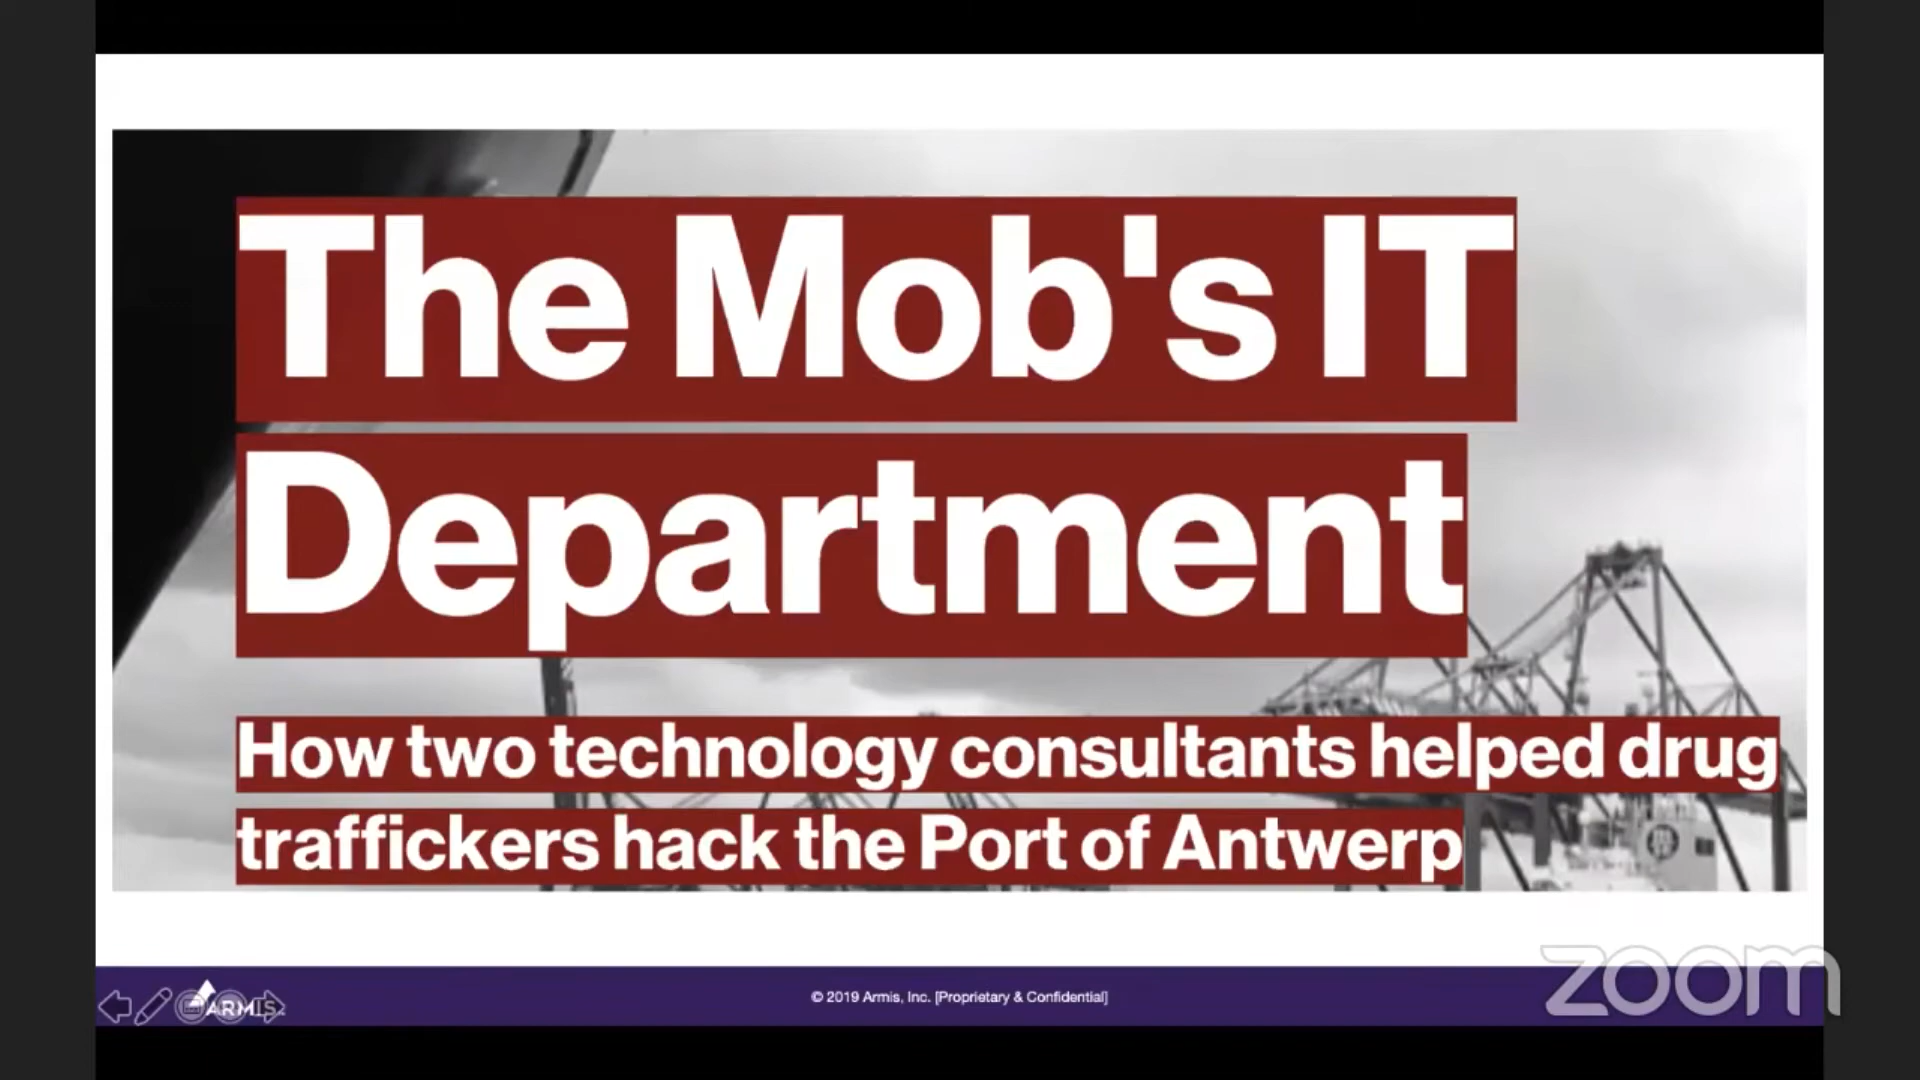 The Mob's IT
Department
How two technology consultants helped drug
traffickers hack the Port of Antwerp
ARMIS.
© 2019 Armis, Inc. [Proprietary & Confidential]
zoom